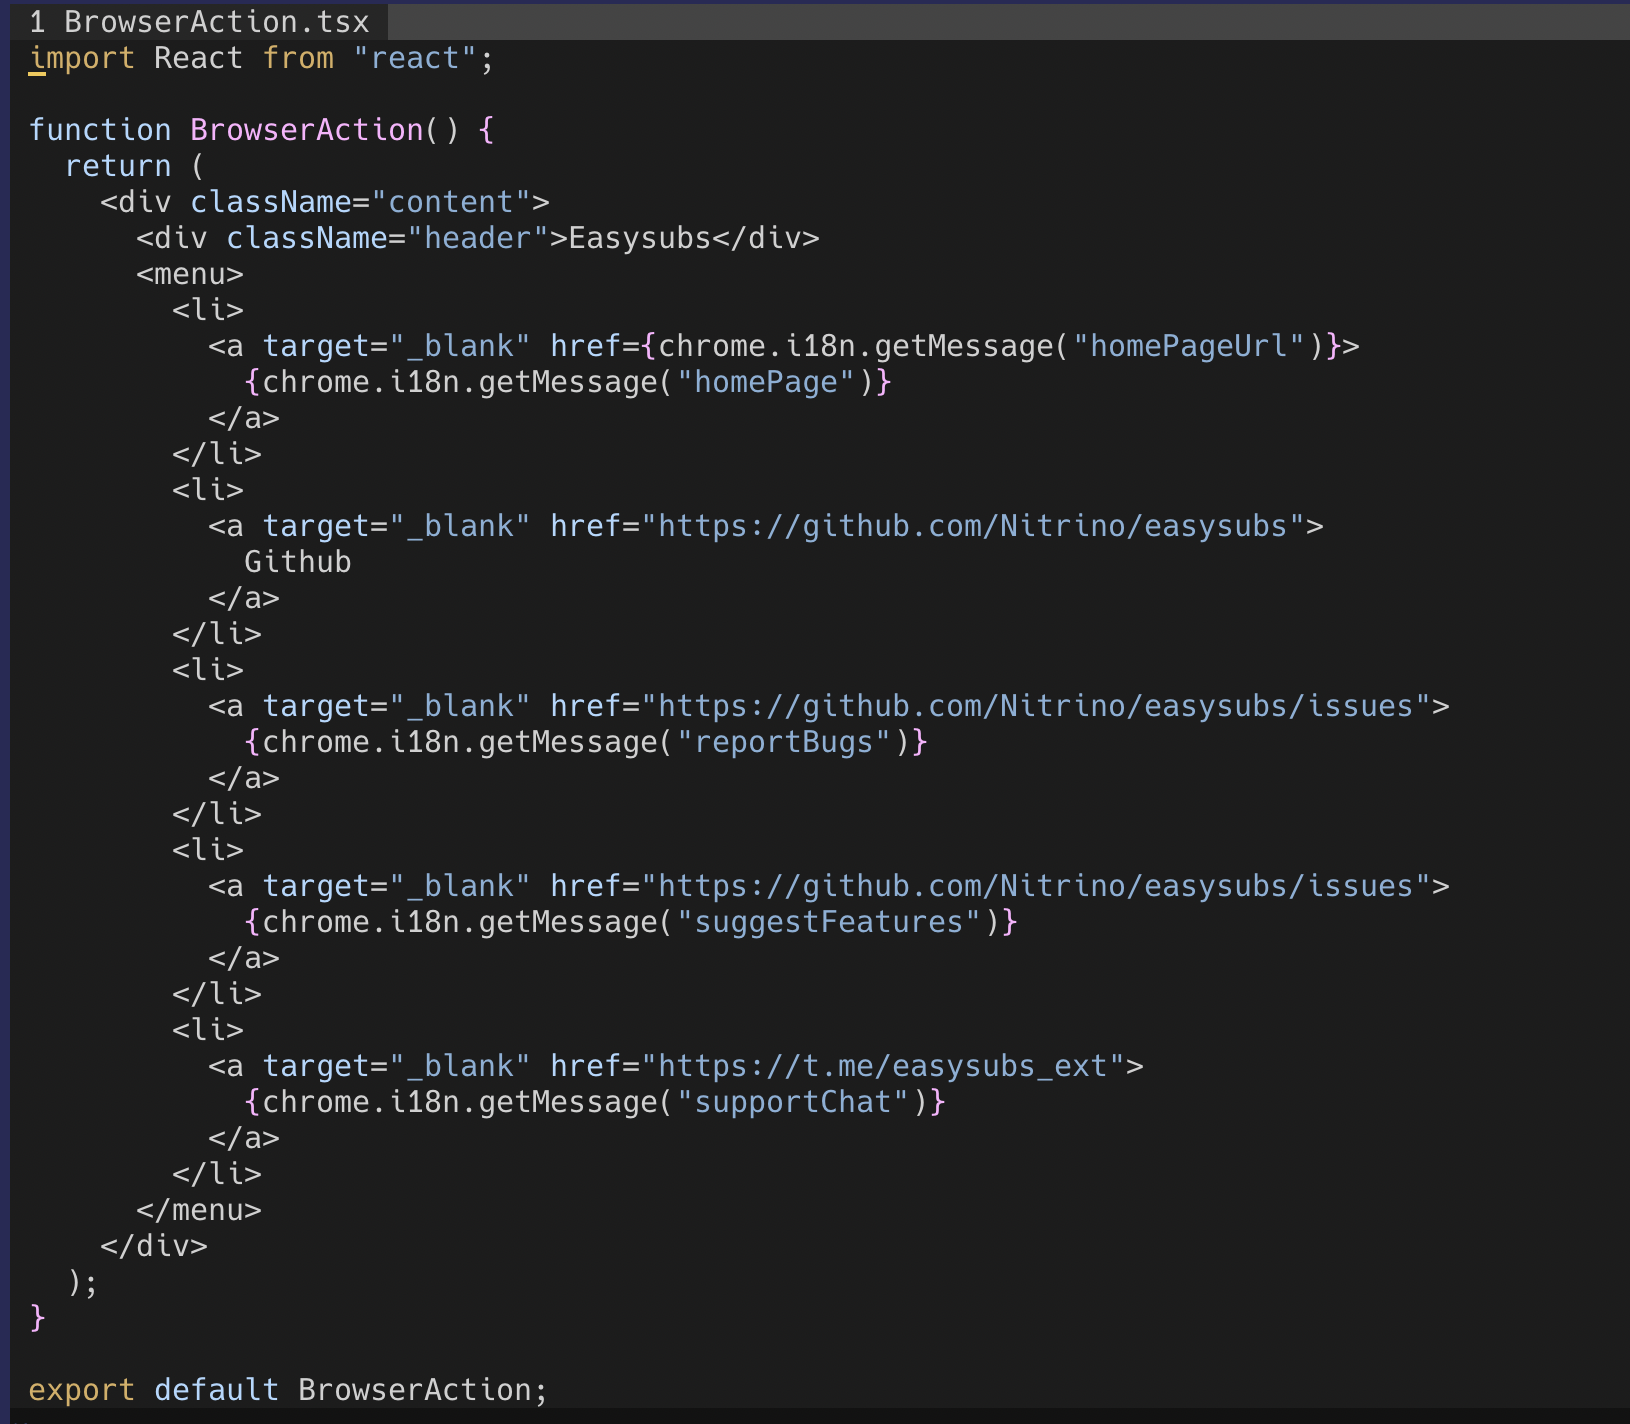 1 BrowserAction.tsx
import React from "react";

function BrowserAction() {
  return (
    <div className="content">
      <div className="header">Easysubs</div>
      <menu>
        <li>
          <a target="_blank" href={chrome.i18n.getMessage("homePageUrl")}>
            {chrome.i18n.getMessage("homePage")}
          </a>
        </li>
        <li>
          <a target="_blank" href="https://github.com/Nitrino/easysubs">
            Github
          </a>
        </li>
        <li>
          <a target="_blank" href="https://github.com/Nitrino/easysubs/issues">
            {chrome.i18n.getMessage("reportBugs")}
          </a>
        </li>
        <li>
          <a target="_blank" href="https://github.com/Nitrino/easysubs/issues">
            {chrome.i18n.getMessage("suggestFeatures")}
          </a>
        </li>
        <li>
          <a target="_blank" href="https://t.me/easysubs_ext">
            {chrome.i18n.getMessage("supportChat")}
          </a>
        </li>
      </menu>
    </div>
  );
}

export default BrowserAction;